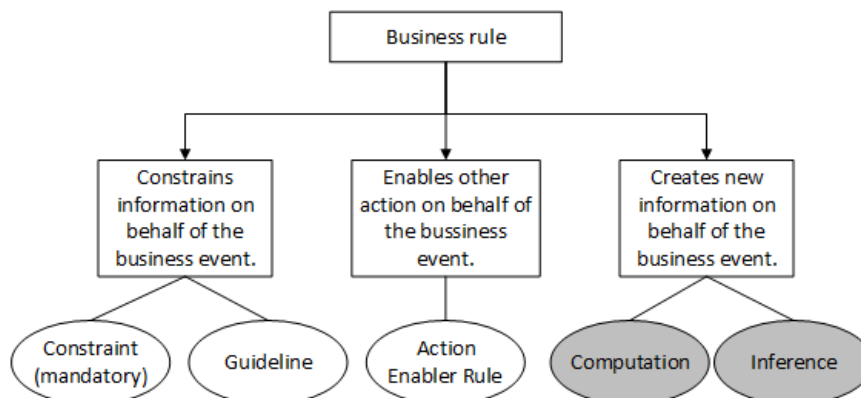 Business rule
Constrains
information on
behalf of the
business event.
Enables other
action on behalf of
the bussiness
event.
Creates new
information on
behalf of the
business event.
Constraint
(mandatory)
Guideline
Action
Enabler Rule
Computation
Inference